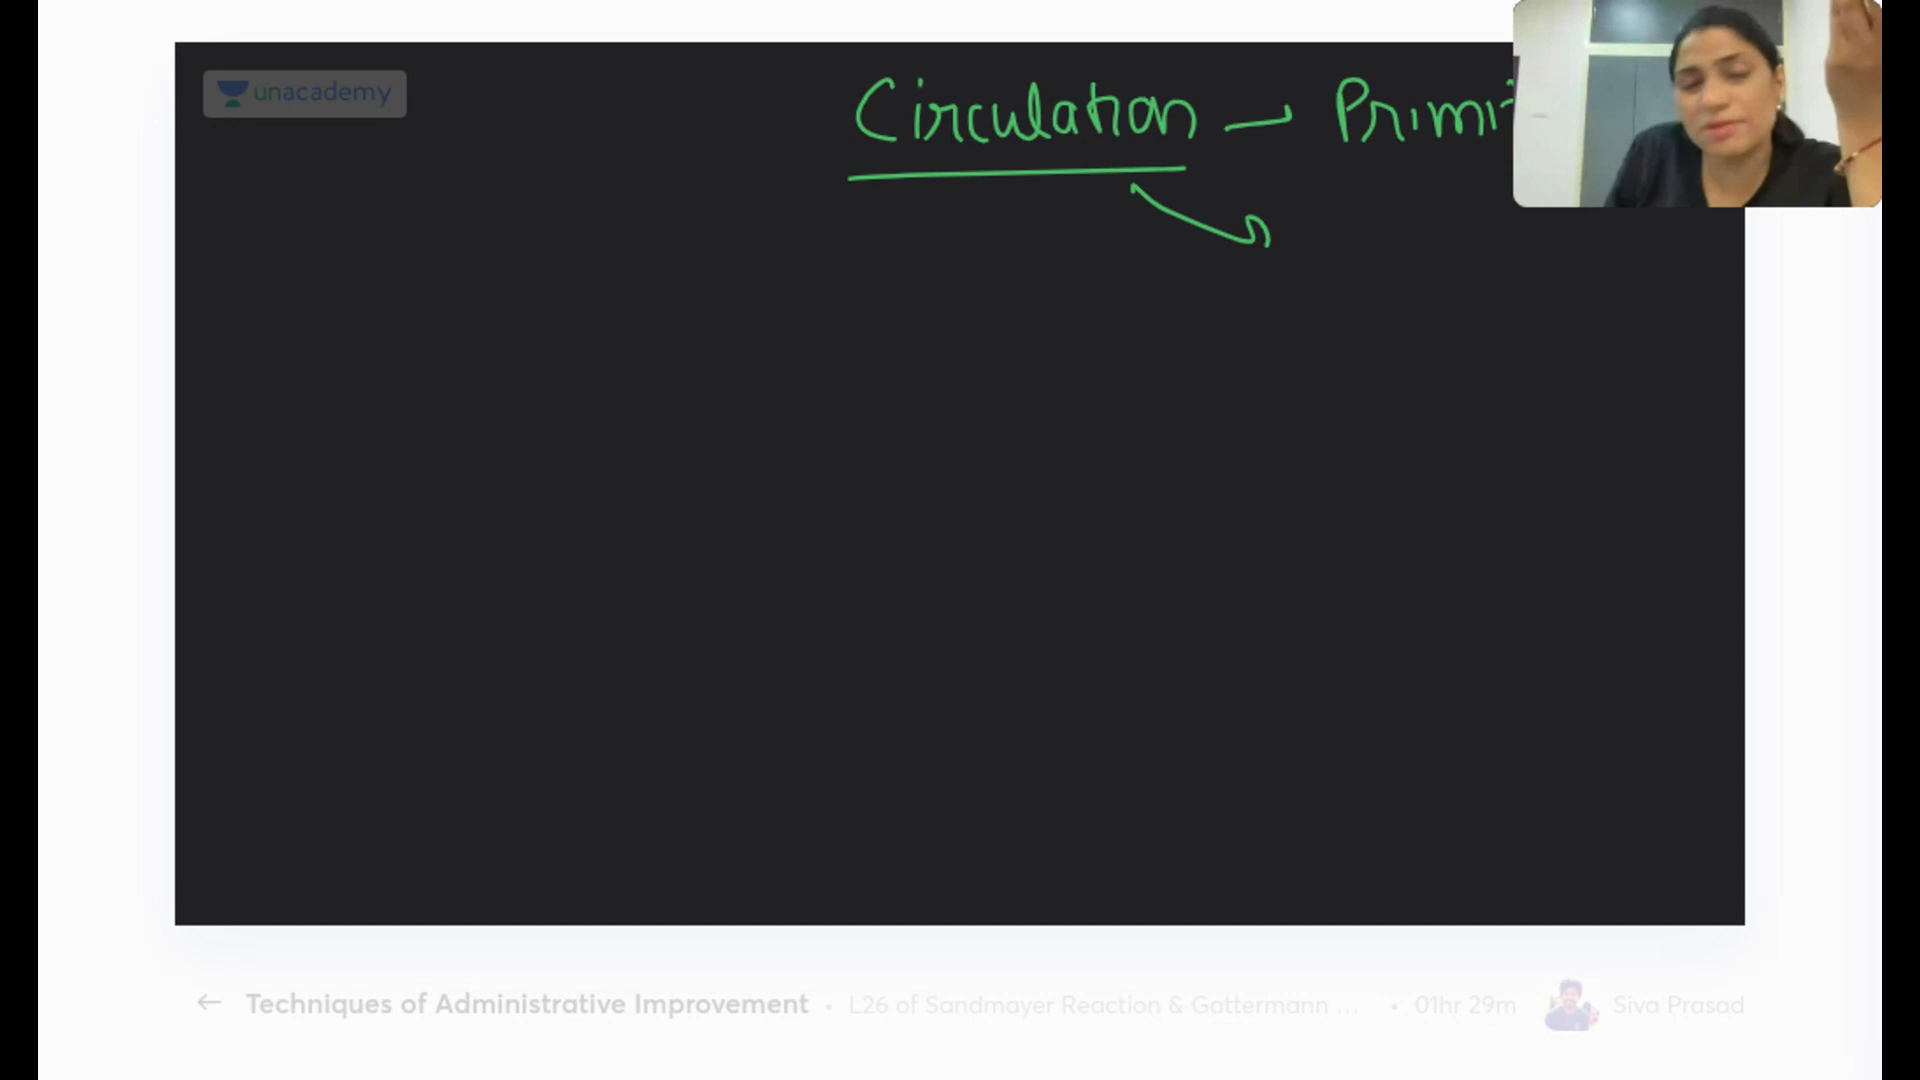 unacademy
Circulation → Primi
Techniques of Administrative Improvement • L26 of Sandmayer Reaction & Gattermann ... • 01hr 29m Siva Prasad